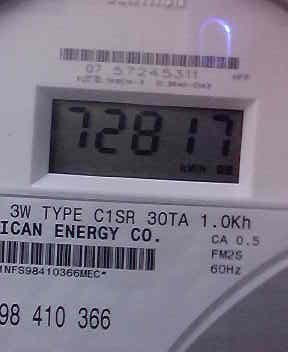 07 57245311
72817
3W TYPE C1SR 30TA 1.0Kh
ICAN ENERGY CO.
CA 0.5
FM2S
60Hz
1NFS98410366MEC*
98 410 366